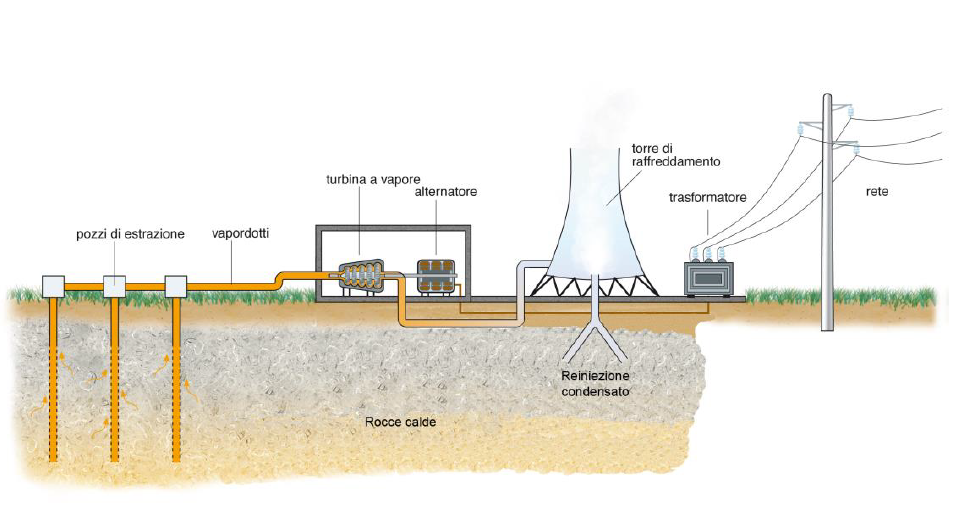 torre di
raffreddamento
turbina a vapore
alternatore
trasformatore
rete
pozzi di estrazione
vapordotti
Reiniezione
condensato
Rocce calde